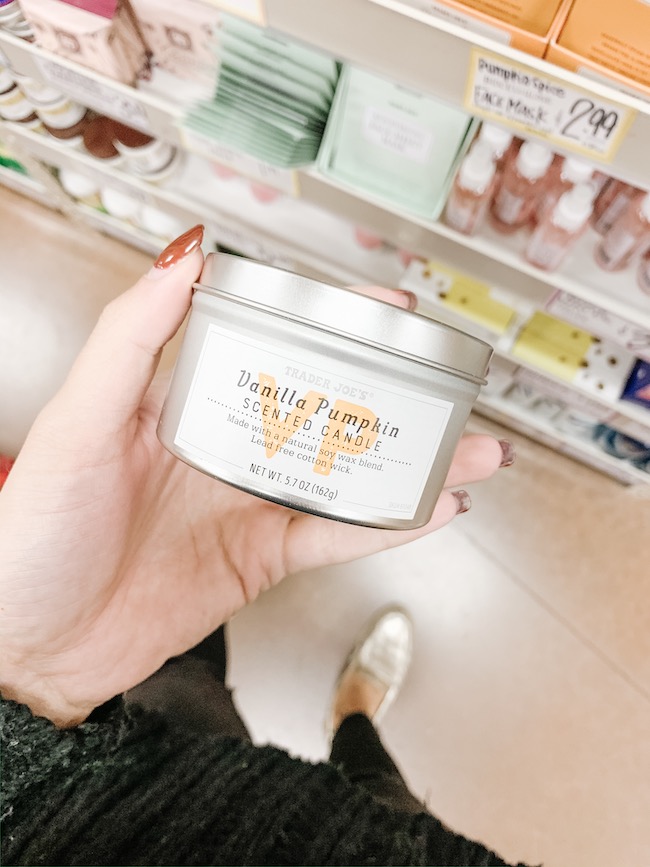 Pumpkin Spice
Face Mask
$2.99
TRADER JOE'S®
VP
Vanilla Pumpkin
SCENTED CANDLE
Made with a natural soy wax blend.
Lead free cotton wick.
NET WT. 5.7 OZ (162g)